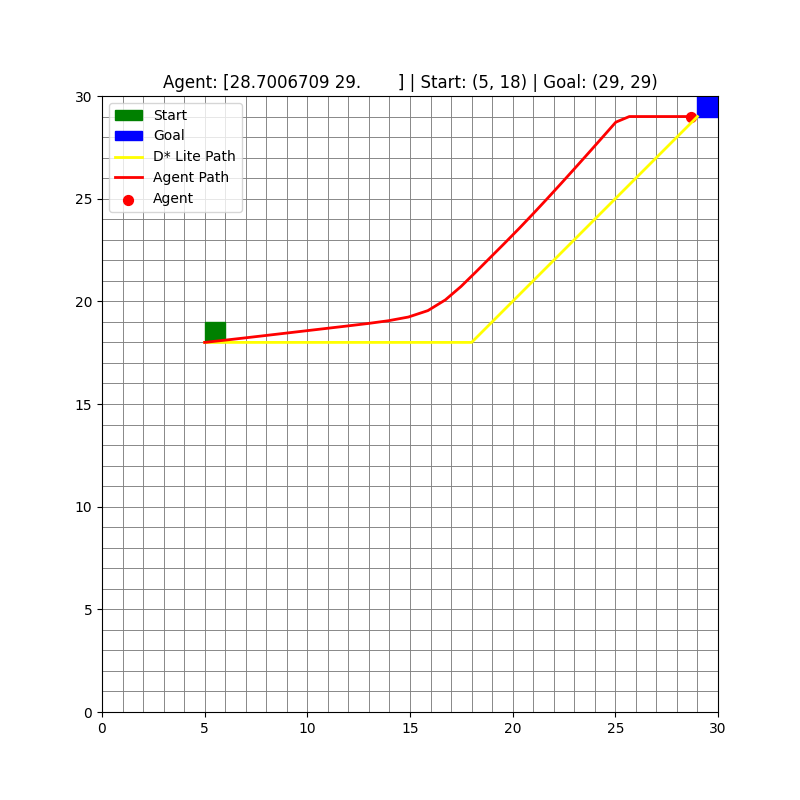 Agent: [28.7006709 29.       ] | Start: (5, 18) | Goal: (29, 29)
Start
Goal
D* Lite Path
Agent Path
Agent
30
25
20
15
10
5
0
0 5 10 15 20 25 30